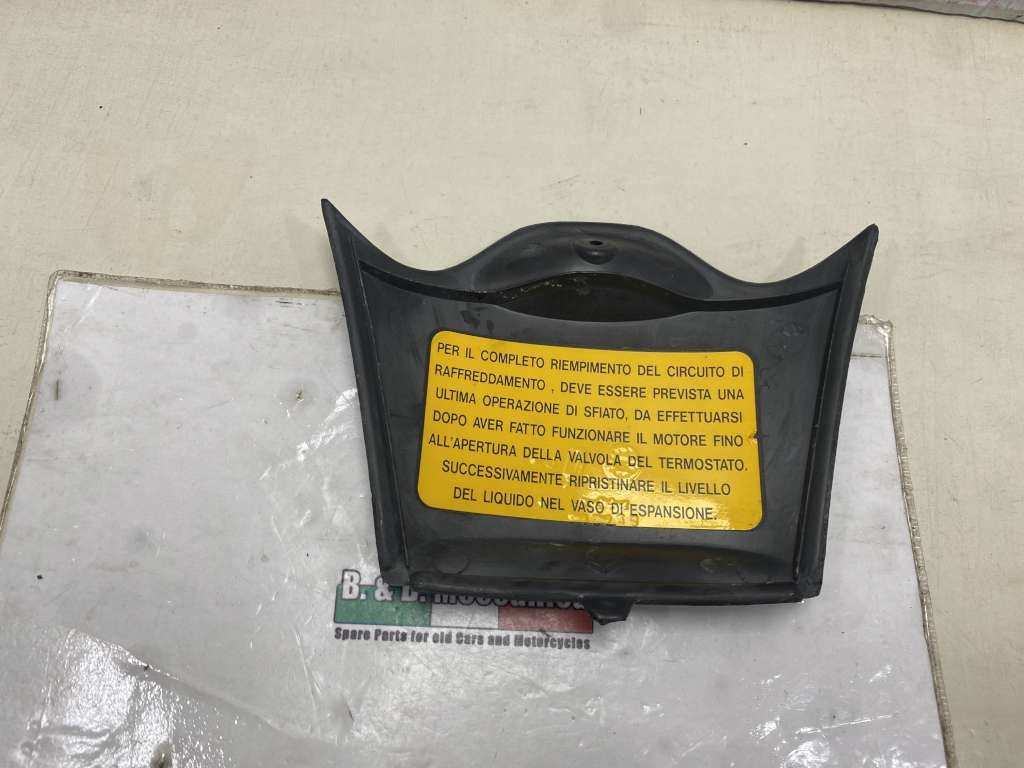 PER IL COMPLETO RIEMPIMENTO DEL CIRCUITO DI
RAFFREDDAMENTO , DEVE ESSERE PREVISTA UNA
ULTIMA OPERAZIONE DI SFIATO, DA EFFETTUARSI
DOPO AVER FATTO FUNZIONARE IL MOTORE FINO
ALL'APERTURA DELLA VALVOLA DEL TERMOSTATO.
SUCCESSIVAMENTE RIPRISTINARE IL LIVELLO
DEL LIQUIDO NEL VASO DI ESPANSIONE.
B. &
Spare Parts for old Cars and Motorcycles